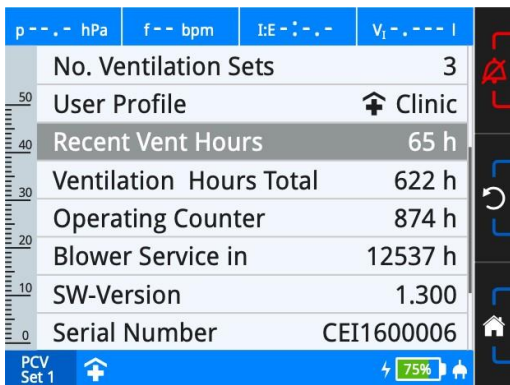 p--.- hPa f-- bpm I:E -:-.- VI -.--- l
No. Ventilation Sets 3
50
User Profile Clinic
40
Recent Vent Hours 65 h
Ventilation Hours Total 622 h
30
Operating Counter 874 h
20
Blower Service in 12537 h
10
SW-Version 1.300
0
Serial Number CEI1600006
PCV
Set 1
75%